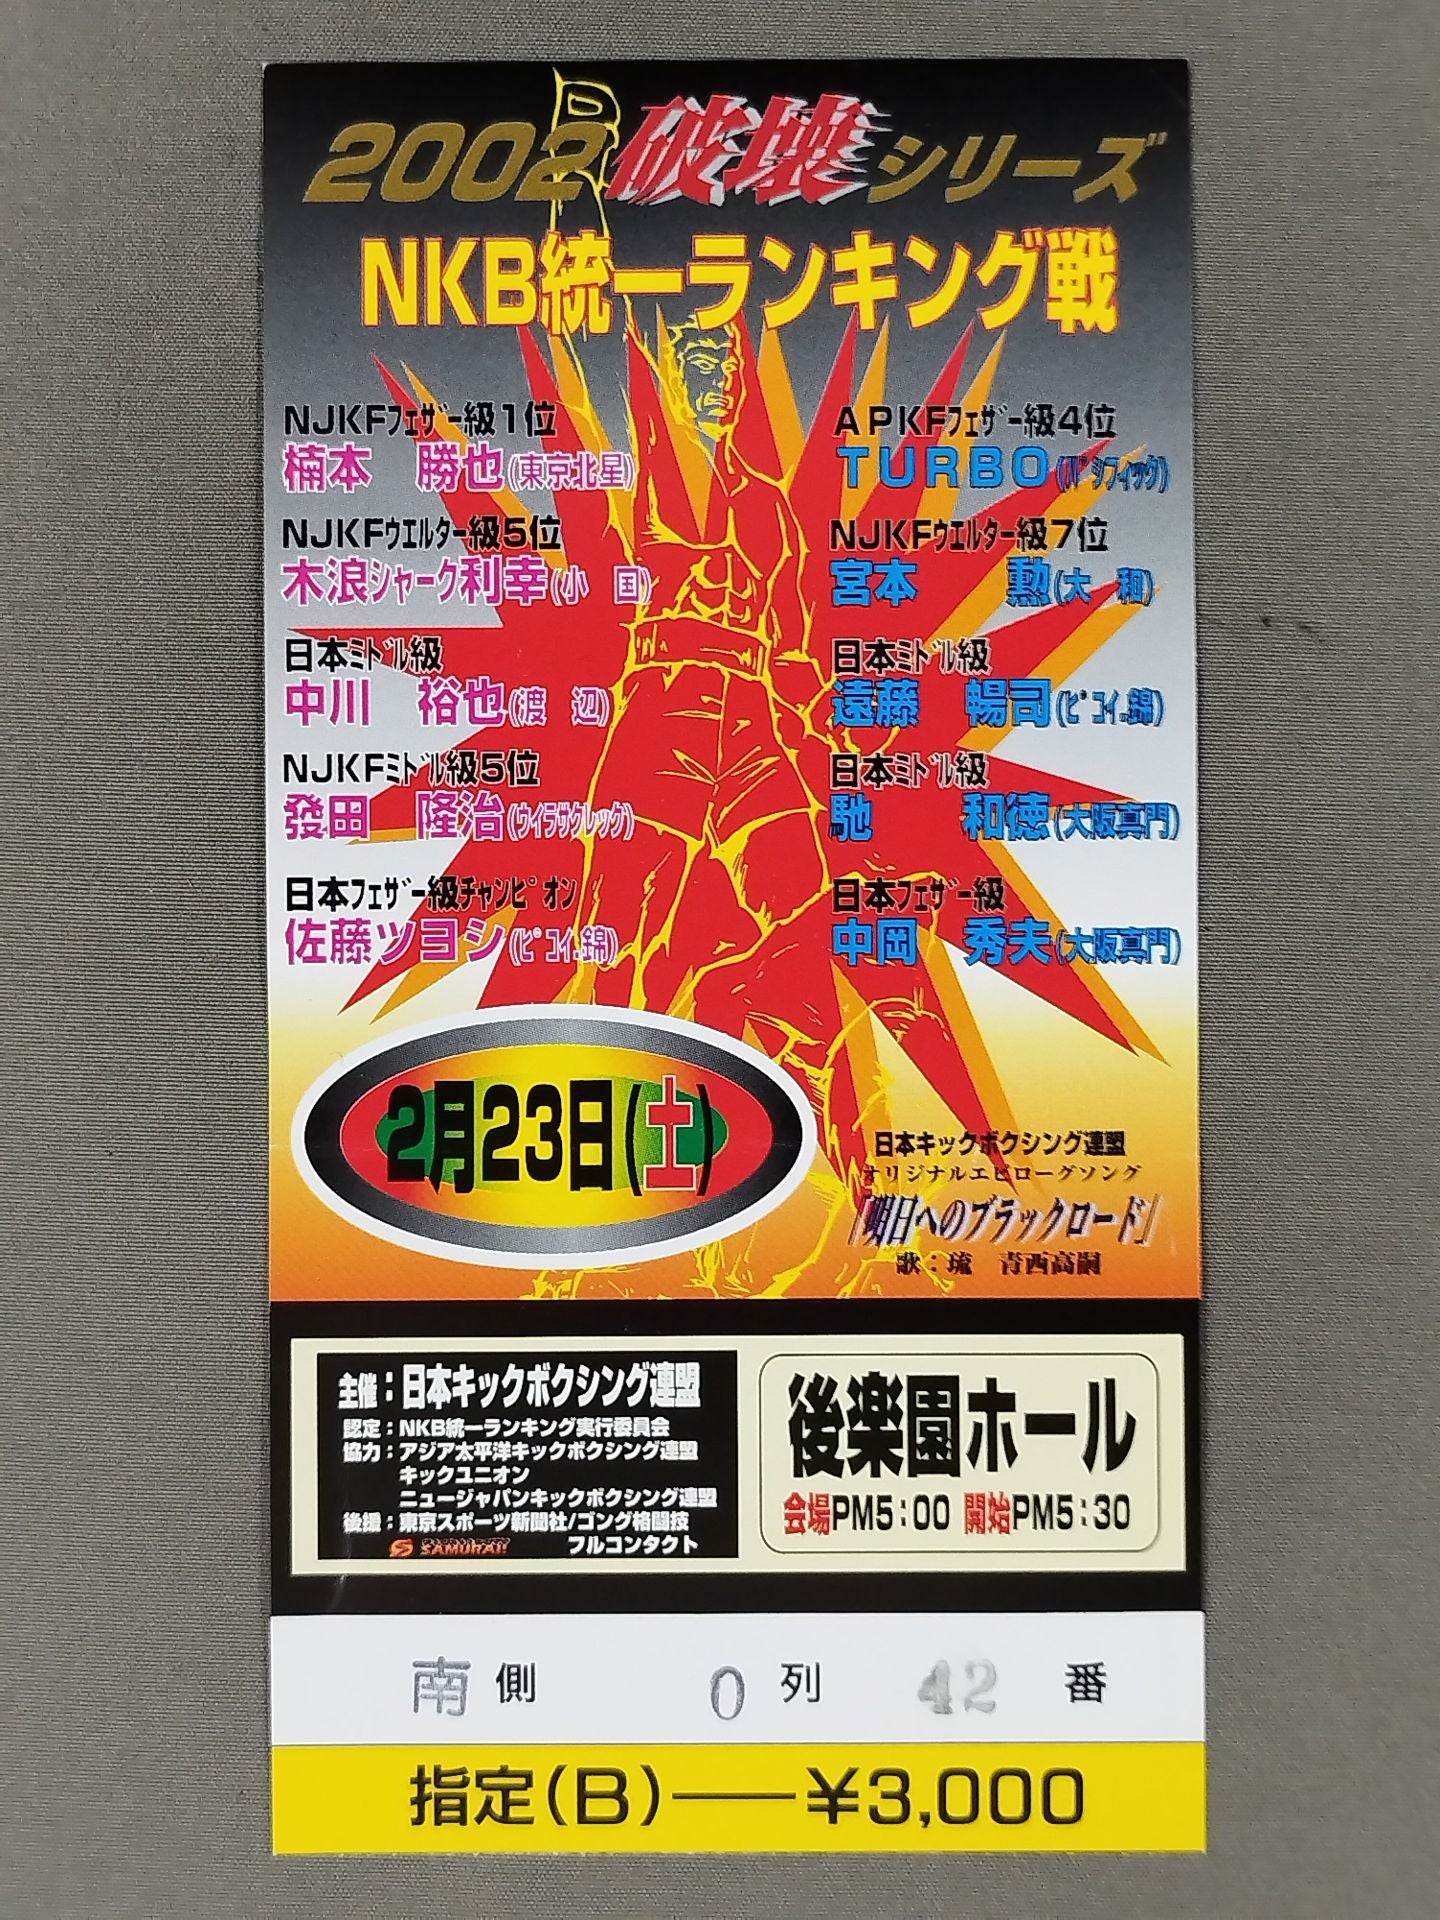 2002破壊シリーズ
NKB統一ランキング戦
NJKFフェザー級1位
楠本 勝也(東京北星)
APKFフェザー級4位
TURBO(パシフィック)
NJKFウエルター級5位
木浪シャーク利幸(小 国)
NJKFウエルター級7位
宮本 勲(大 和)
日本ミドル級
中川 裕也(渡 辺)
日本ミドル級
遠藤 暢司(ピコイ.錦)
NJKFミドル級5位
發田 隆治(ウイラサクレック)
日本ミドル級
馳 和徳(大阪真門)
日本フェザー級チャンピオン
佐藤ツヨシ(ピコイ.錦)
日本フェザー級
中岡 秀夫(大阪真門)
2月23日(土)
日本キックボクシング連盟
オリジナルエピローグソング
「明日へのブラックロード」
歌:琉 青西高嗣
主催:日本キックボクシング連盟
認定:NKB統一ランキング実行委員会
協力:アジア太平洋キックボクシング連盟
キックユニオン
ニュージャパンキックボクシング連盟
後援:東京スポーツ新聞社/ゴング格闘技
SAMURAI! フルコンタクト
後楽園ホール
会場PM5:00 開始PM5:30
南側 O列 42番
指定(B)――¥3,000